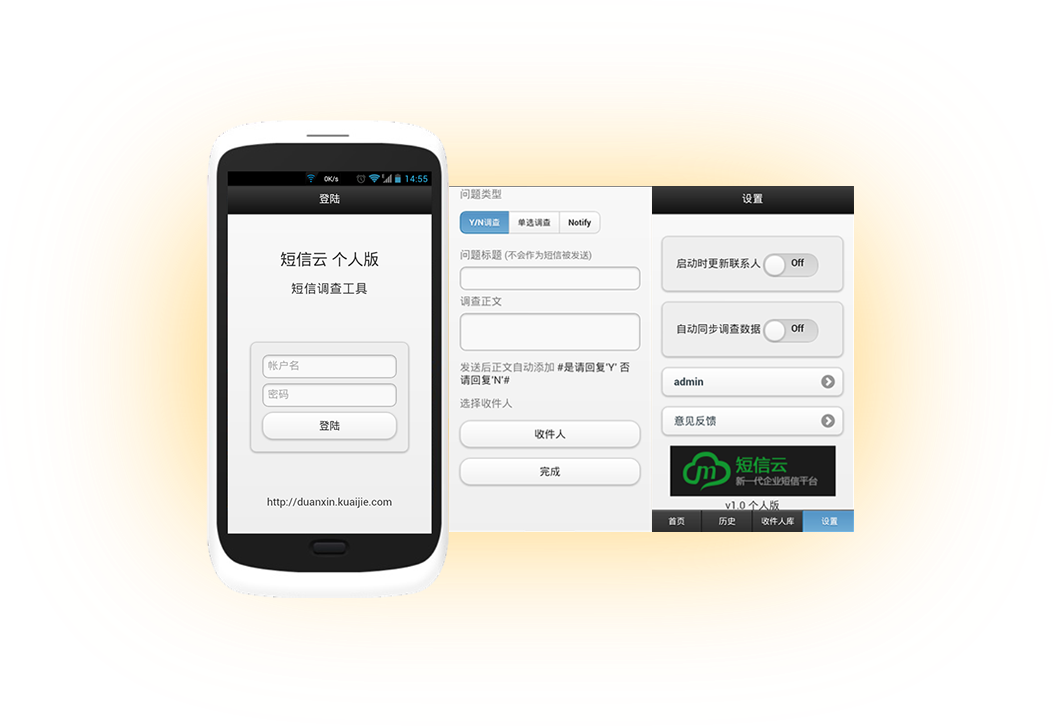 0K/s
14:55
登陆
短信云 个人版
短信调查工具
帐户名
密码
登陆
http://duanxin.kuaijie.com
问题类型
Y/N调查 单选调查 Notify
问题标题 (不会作为短信被发送)
调查正文
发送后正文自动添加 #是请回复'Y' 否
请回复'N'#
选择收件人
收件人
完成
设置
启动时更新联系人 Off
自动同步调查数据 Off
admin
意见反馈
m 短信云
新一代企业短信平台
v1.0 个人版
首页 历史 收件人库 设置